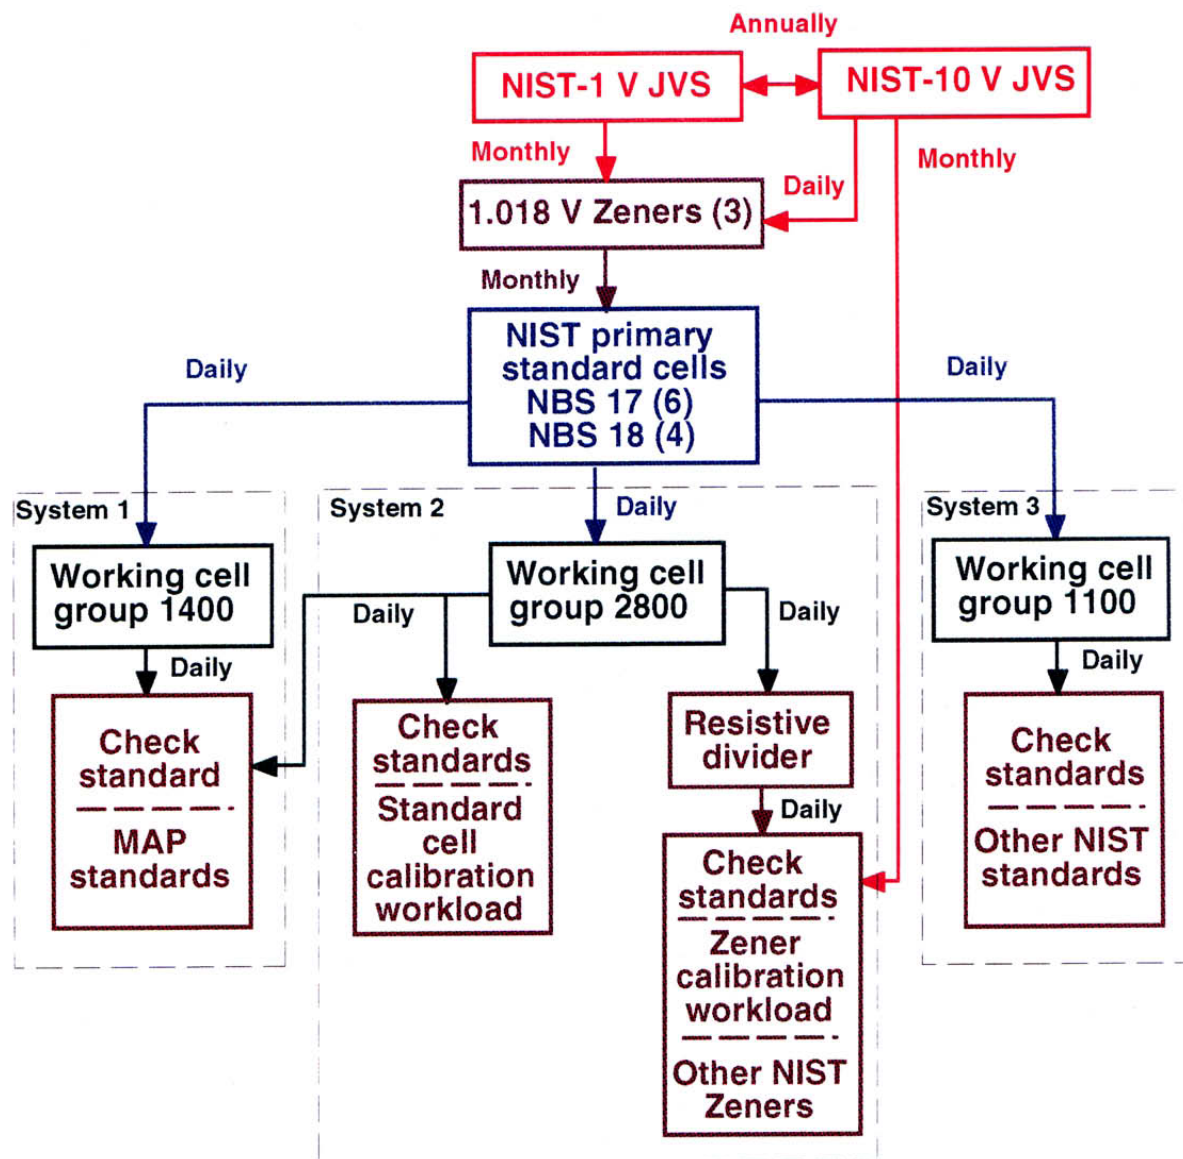 Annually
NIST-1 V JVS
NIST-10 V JVS
Monthly
Monthly
Daily
1.018 V Zeners (3)
Monthly
NIST primary
standard cells
NBS 17 (6)
NBS 18 (4)
Daily
Daily
System 1
System 2
Daily
System 3
Working cell
group 1400
Working cell
group 2800
Working cell
group 1100
Daily
Daily
Daily
Daily
Check
standard
MAP
standards
Check
standards
Standard
cell
calibration
workload
Resistive
divider
Daily
Check
standards
Zener
calibration
workload
Other NIST
Zeners
Check
standards
Other NIST
standards